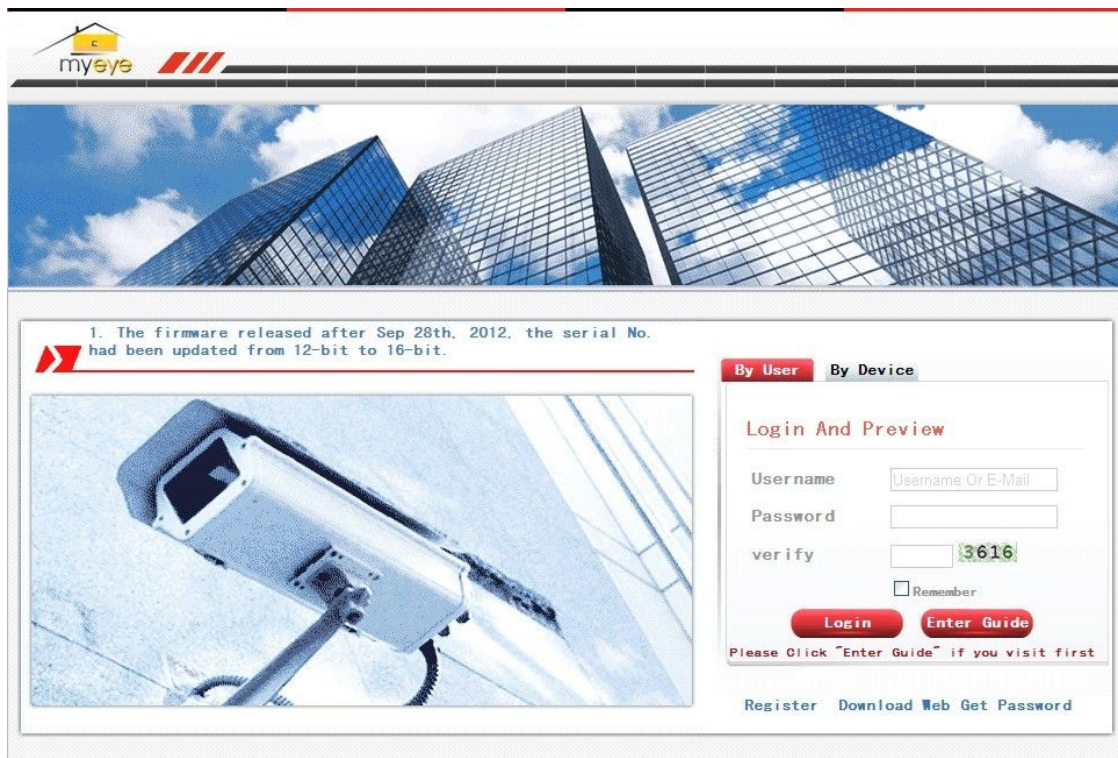 myeye
1. The firmware released after Sep 28th, 2012, the serial No.
had been updated from 12-bit to 16-bit.
By User By Device
Login And Preview
Username Username Or E-Mail
Password
verify 3616
Remember
Login Enter Guide
Please Click "Enter Guide" if you visit first
Register Download Web Get Password